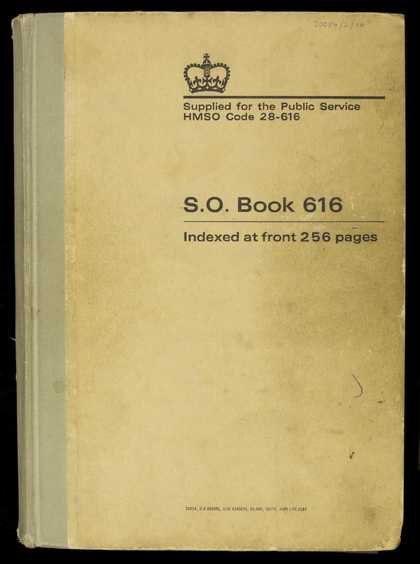 Supplied for the Public Service
HMSO Code 28-616
S.O. Book 616
Indexed at front 256 pages